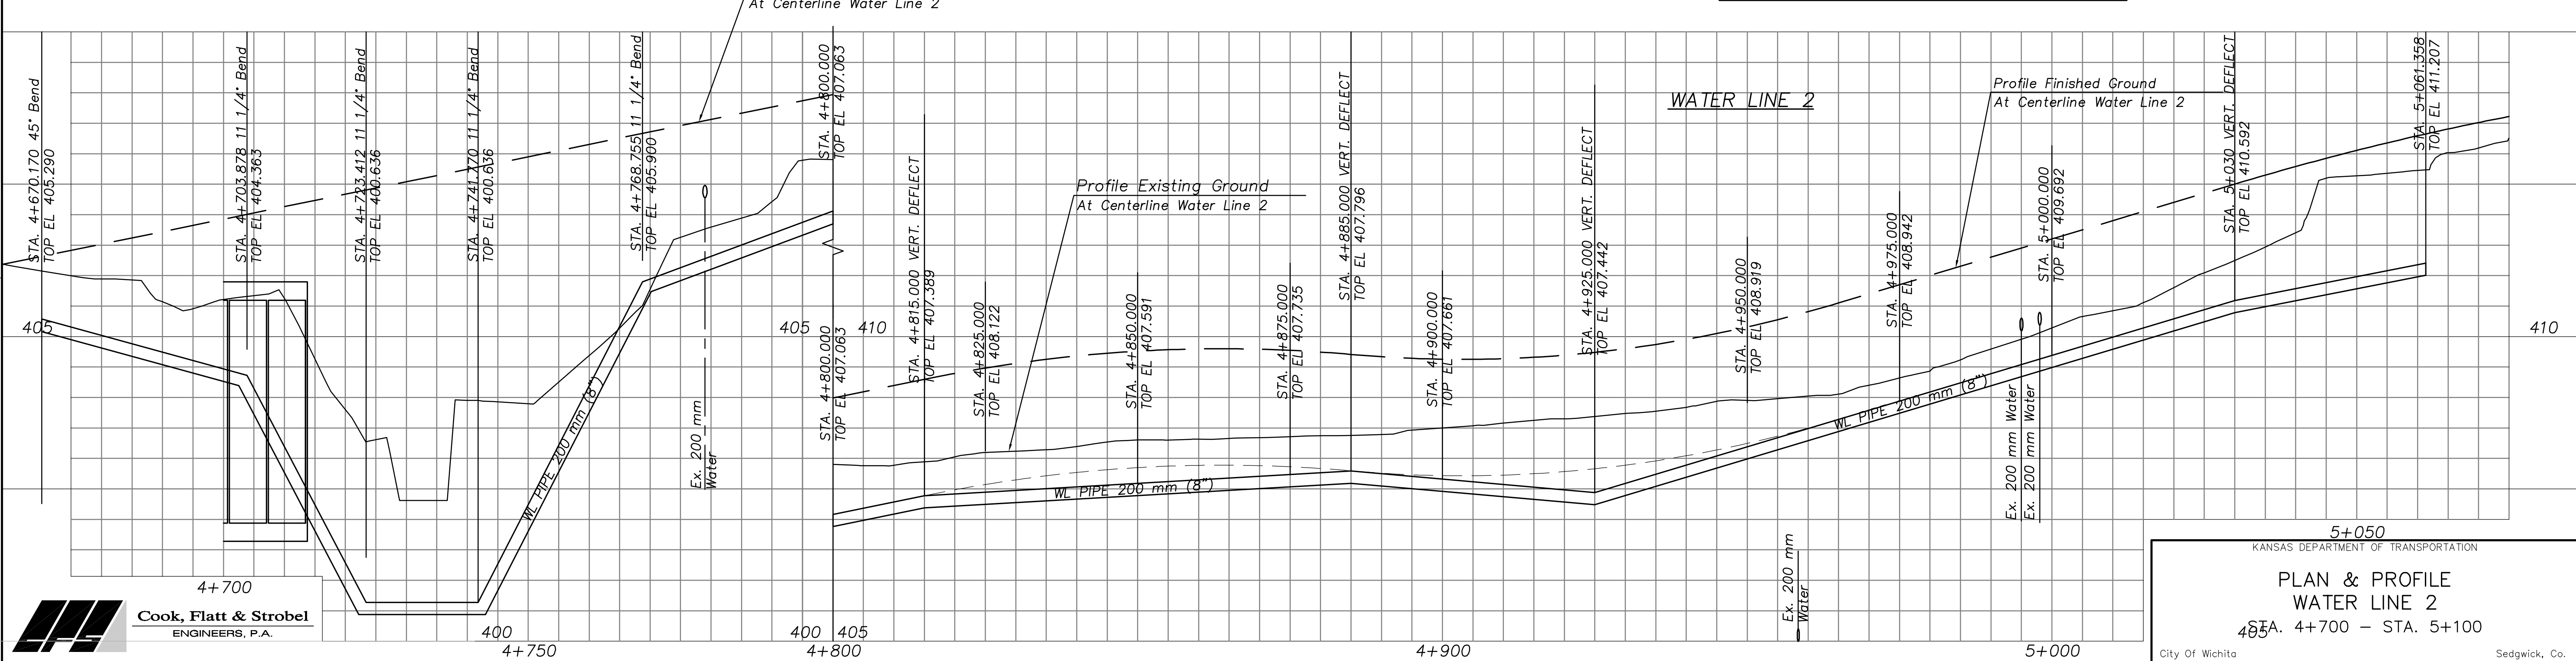 At Centerline Water Line 2
STA. 4+670.170 45° Bend
TOP EL 405.290
STA. 4+703.878 11 1/4° Bend
TOP EL 404.363
STA. 4+723.412 11 1/4° Bend
TOP EL 400.636
STA. 4+741.770 11 1/4° Bend
TOP EL 400.636
STA. 4+768.755 11 1/4° Bend
TOP EL 405.900
STA. 4+800.000
TOP EL 407.063
STA. 4+815.000 VERT. DEFLECT
TOP EL 407.389
STA. 4+825.000
TOP EL 408.122
Profile Existing Ground
At Centerline Water Line 2
STA. 4+850.000
TOP EL 407.591
STA. 4+875.000
TOP EL 407.735
STA. 4+885.000 VERT. DEFLECT
TOP EL 407.796
STA. 4+900.000
TOP EL 407.661
STA. 4+925.000 VERT. DEFLECT
TOP EL 407.442
WATER LINE 2
STA. 4+950.000
TOP EL 408.919
STA. 4+975.000
TOP EL 408.942
Profile Finished Ground
At Centerline Water Line 2
STA. 5+000.000
TOP EL 409.692
STA. 5+030 VERT. DEFLECT
TOP EL 410.592
STA. 5+061.358
TOP EL 411.207
405
405
410
410
STA. 4+800.000
TOP EL 407.063
WL PIPE 200 mm (8")
Ex. 200 mm
Water
WL PIPE 200 mm (8")
WL PIPE 200 mm (8")
Ex. 200 mm Water
Ex. 200 mm Water
Ex. 200 mm
Water
4+700
5+050
CFS
Cook, Flatt & Strobel
ENGINEERS, P.A.
400
400
405
405
4+750
4+800
4+900
5+000
KANSAS DEPARTMENT OF TRANSPORTATION
PLAN & PROFILE
WATER LINE 2
STA. 4+700 – STA. 5+100
City Of Wichita
Sedgwick, Co.